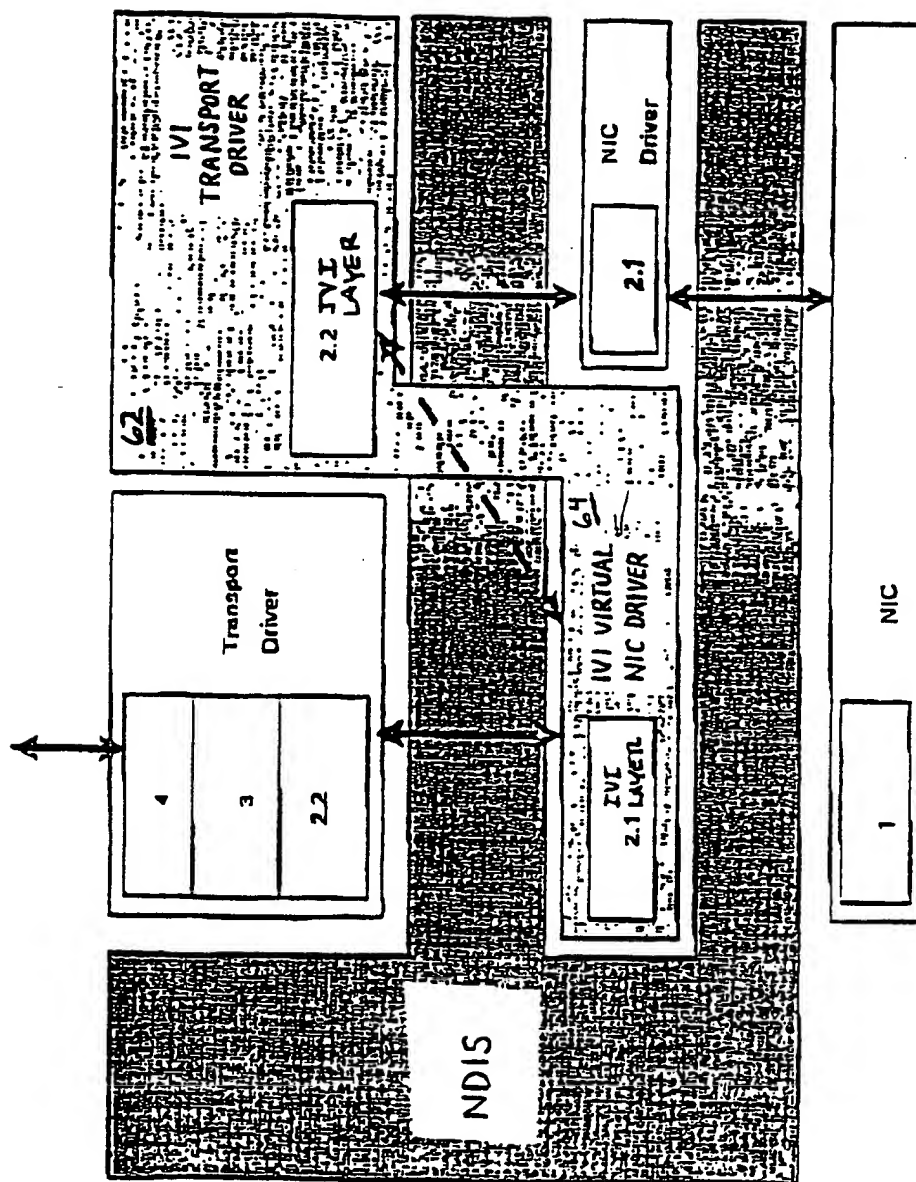 62
IVI
TRANSPORT
DRIVER
2.2 IVI
LAYER
Transport
Driver
4
3
2.2
NIC
Driver
2.1
IVI VIRTUAL 64
NIC DRIVER
IVI
2.1 LAYER
NDIS
NIC
1